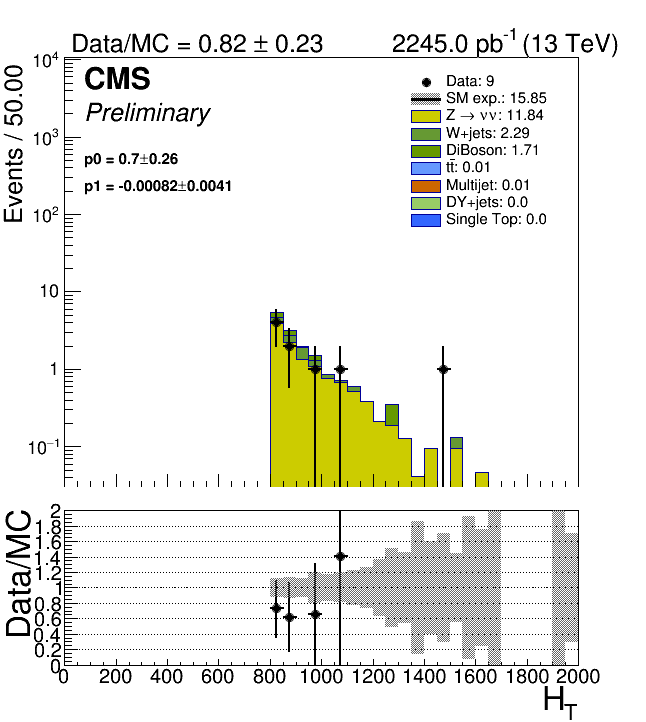 Data/MC = 0.82 ± 0.23
2245.0 pb⁻¹ (13 TeV)
CMS
Preliminary
p0 = 0.7±0.26
p1 = -0.00082±0.0041
Data: 9
SM exp.: 15.85
Z → νν: 11.84
W+jets: 2.29
DiBoson: 1.71
tt̄: 0.01
Multijet: 0.01
DY+jets: 0.0
Single Top: 0.0
Events / 50.00
10⁴
10³
10²
10
1
10⁻¹
Data/MC
2
1.8
1.6
1.4
1.2
1
0.8
0.6
0.4
0.2
0
0 200 400 600 800 1000 1200 1400 1600 1800 2000
H_T